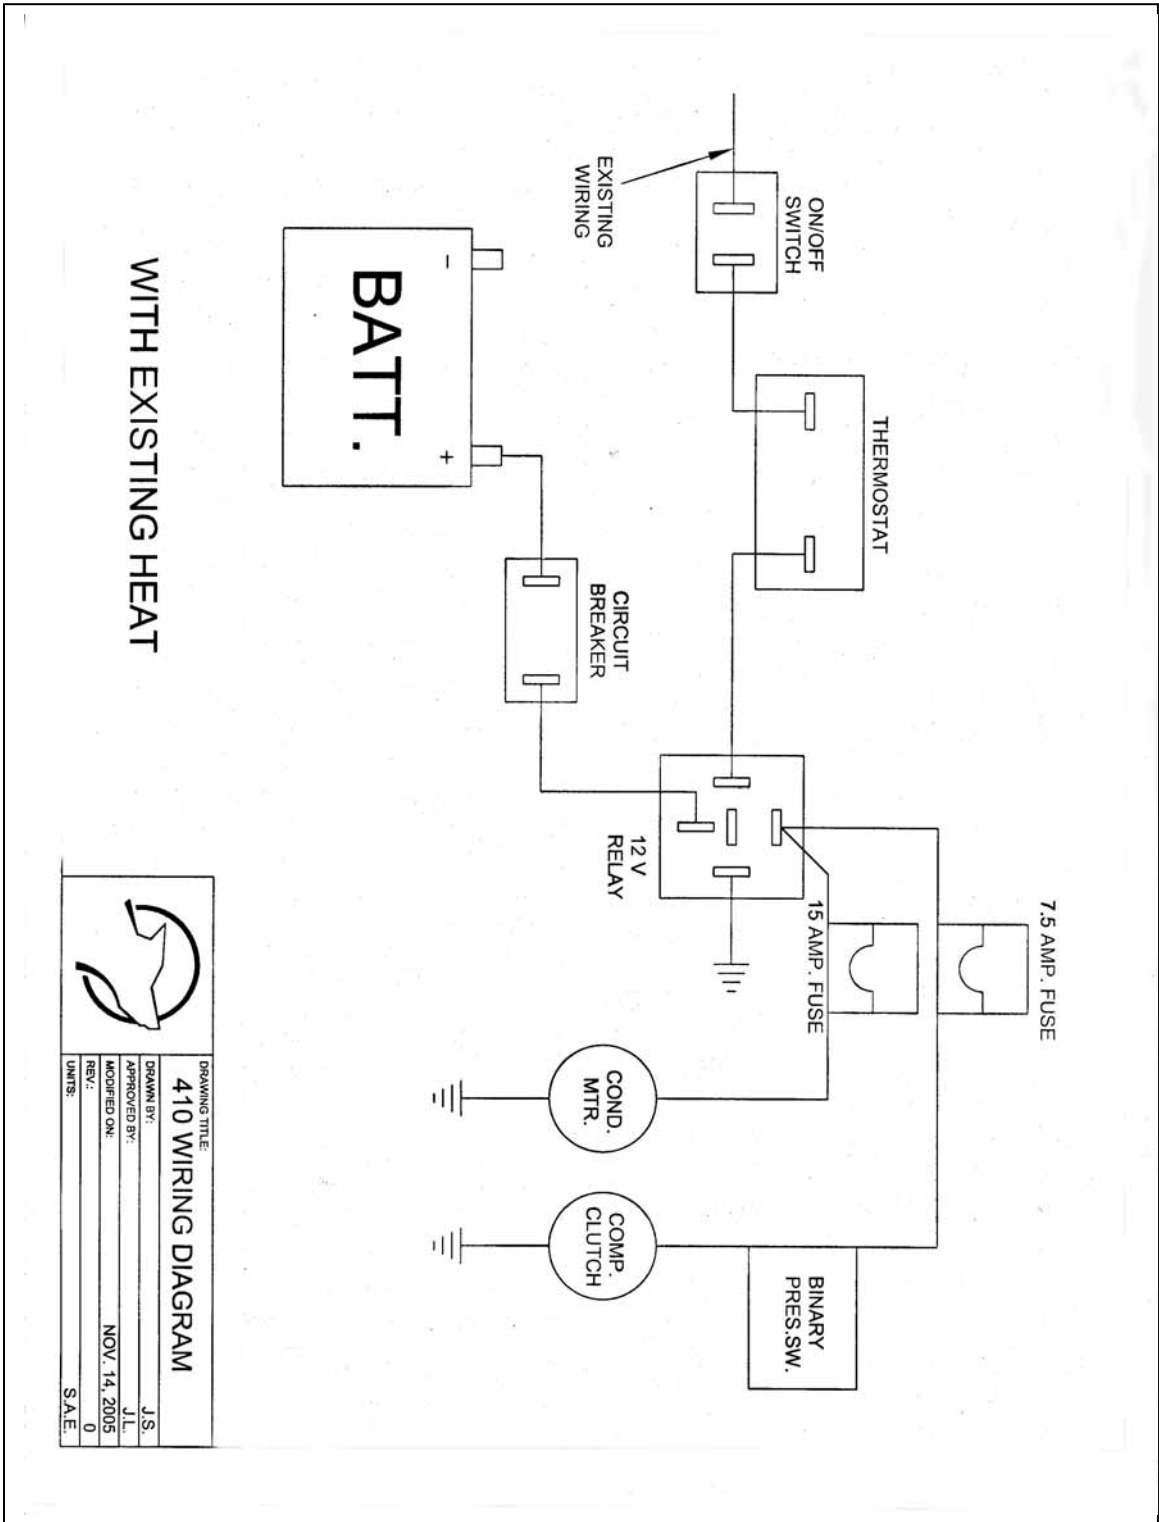 7.5 AMP. FUSE
15 AMP. FUSE
ON/OFF
SWITCH
THERMOSTAT
EXISTING
WIRING
BINARY
PRES.SW.
12 V
RELAY
CIRCUIT
BREAKER
COND.
MTR.
COMP.
CLUTCH
- +
BATT.
WITH EXISTING HEAT
DRAWING TITLE:
410 WIRING DIAGRAM
DRAWN BY: J.S.
APPROVED BY: J.L.
MODIFIED ON: NOV. 14, 2005
REV.: 0
UNITS: S.A.E.